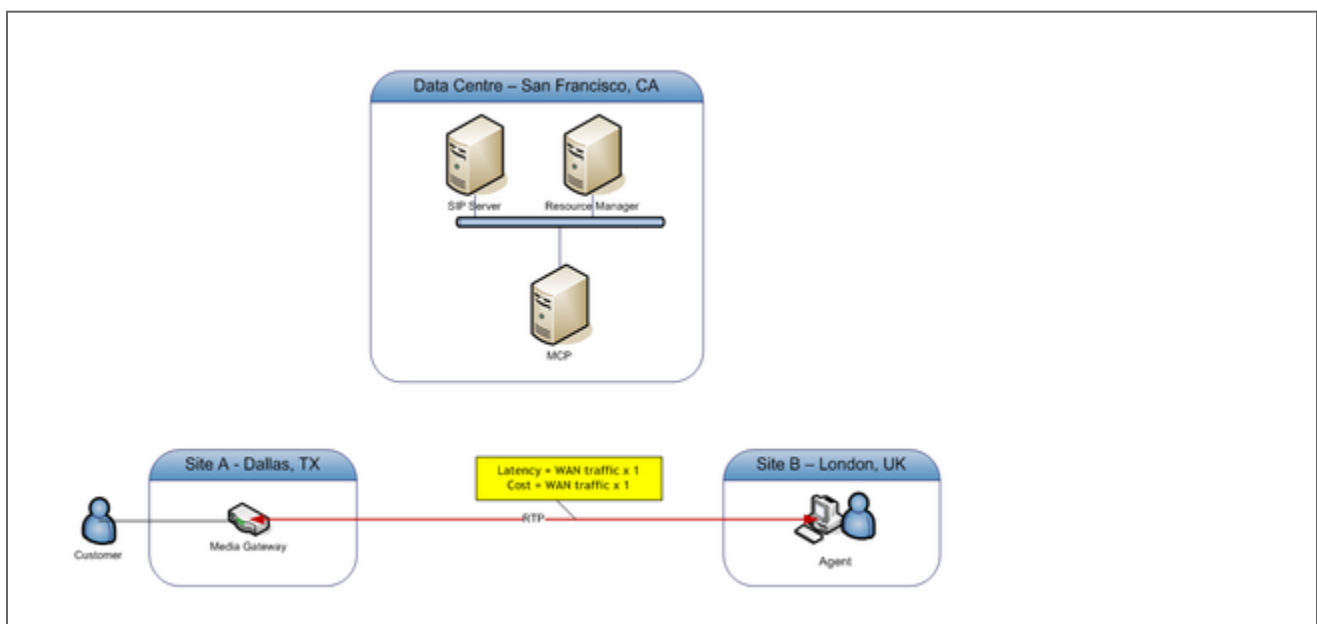 Data Centre – San Francisco, CA
SIP Server
Resource Manager
MCP
Site A - Dallas, TX
Site B – London, UK
Latency = WAN traffic x 1
Cost = WAN traffic x 1
RTP
Customer
Media Gateway
Agent